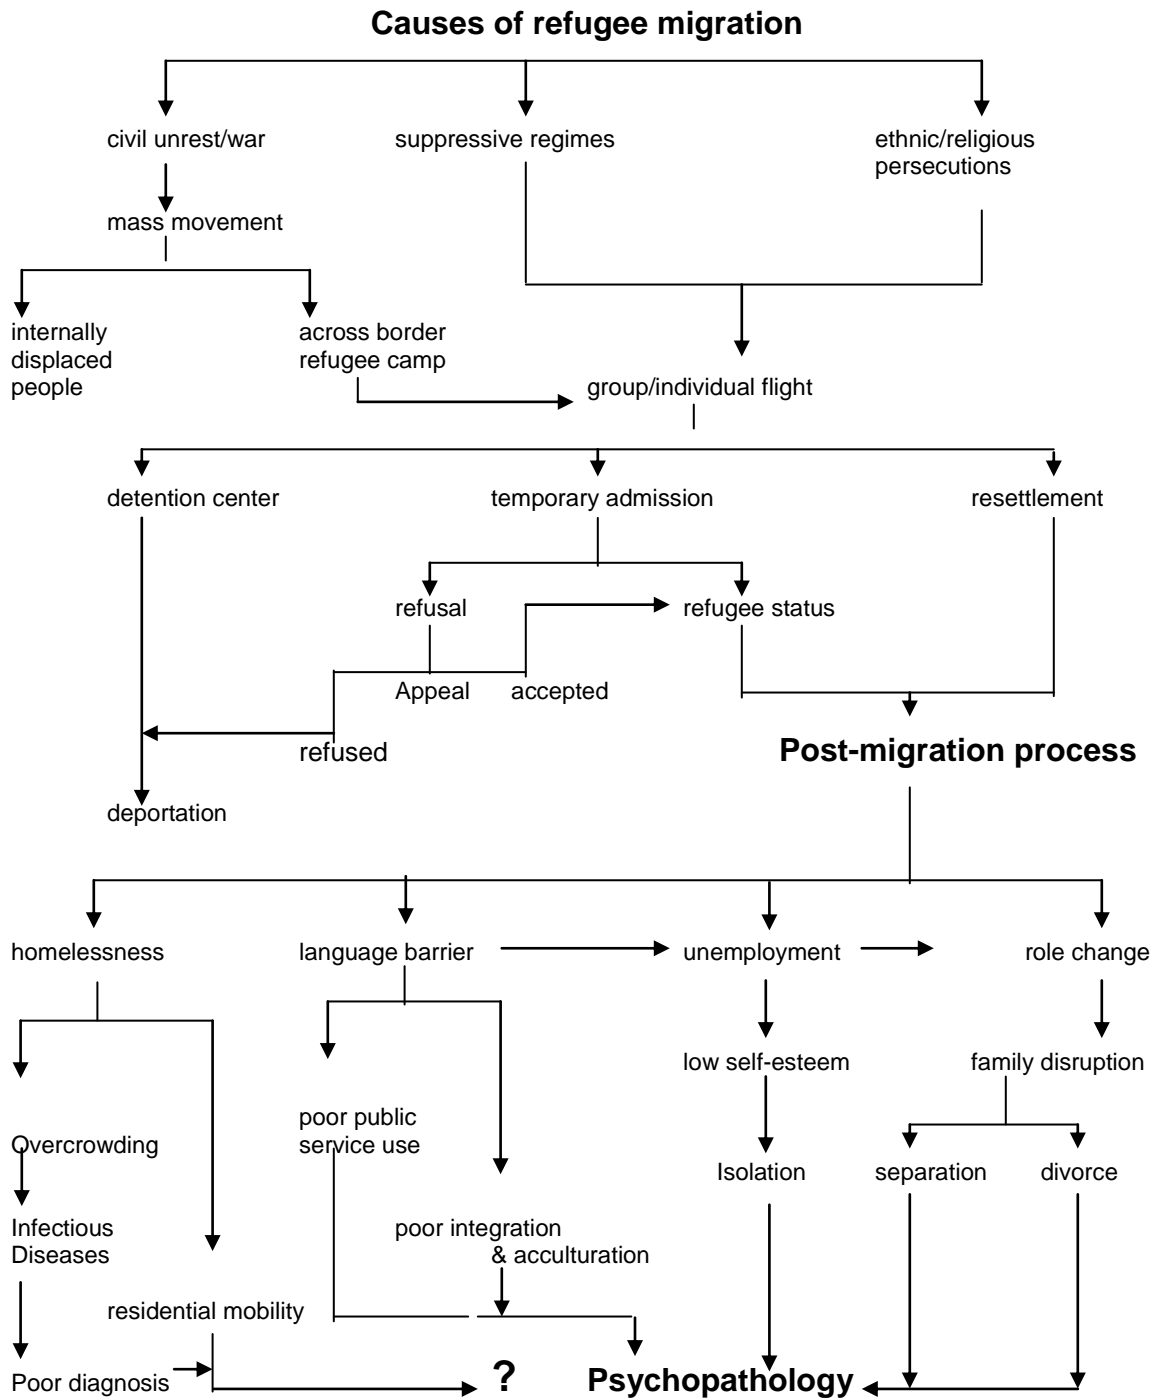 Causes of refugee migration
civil unrest/war
suppressive regimes
ethnic/religious
persecutions
mass movement
internally
displaced
people
across border
refugee camp
group/individual flight
detention center
temporary admission
resettlement
refusal
refugee status
Appeal
accepted
refused
Post-migration process
deportation
homelessness
language barrier
unemployment
role change
low self-esteem
family disruption
poor public
service use
Overcrowding
Isolation
separation
divorce
Infectious
Diseases
poor integration
& acculturation
residential mobility
Poor diagnosis
?
Psychopathology